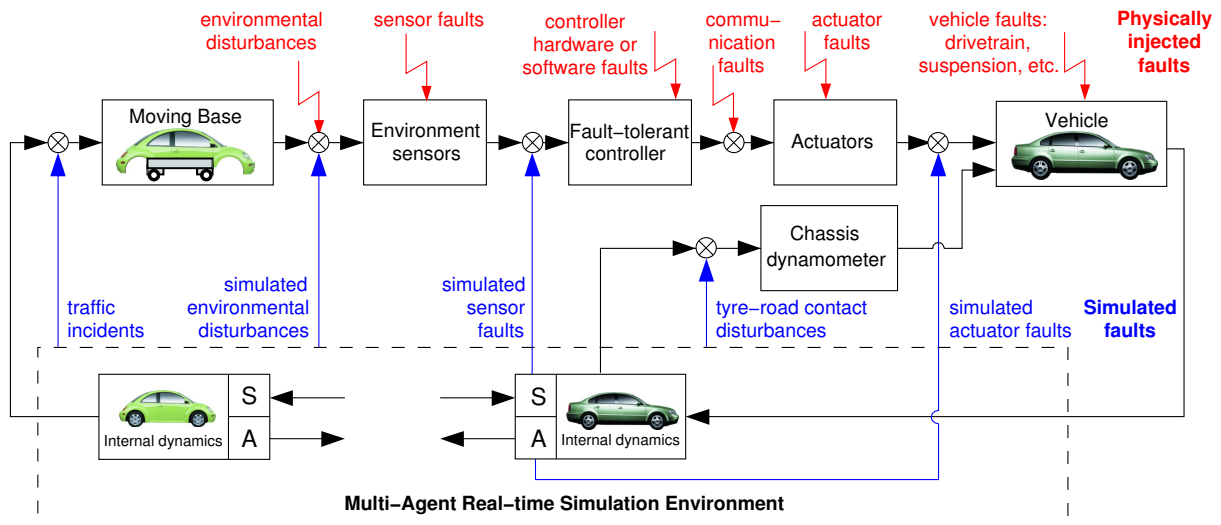 environmental
disturbances
sensor faults
controller
hardware or
software faults
commu−
nication
faults
actuator
faults
vehicle faults:
drivetrain,
suspension, etc.
Physically
injected
faults
Moving Base
Environment
sensors
Fault−tolerant
controller
Actuators
Vehicle
Chassis
dynamometer
traffic
incidents
simulated
environmental
disturbances
simulated
sensor
faults
tyre−road contact
disturbances
simulated
actuator faults
Simulated
faults
Internal dynamics
S
A
S
A
Internal dynamics
Multi−Agent Real−time Simulation Environment